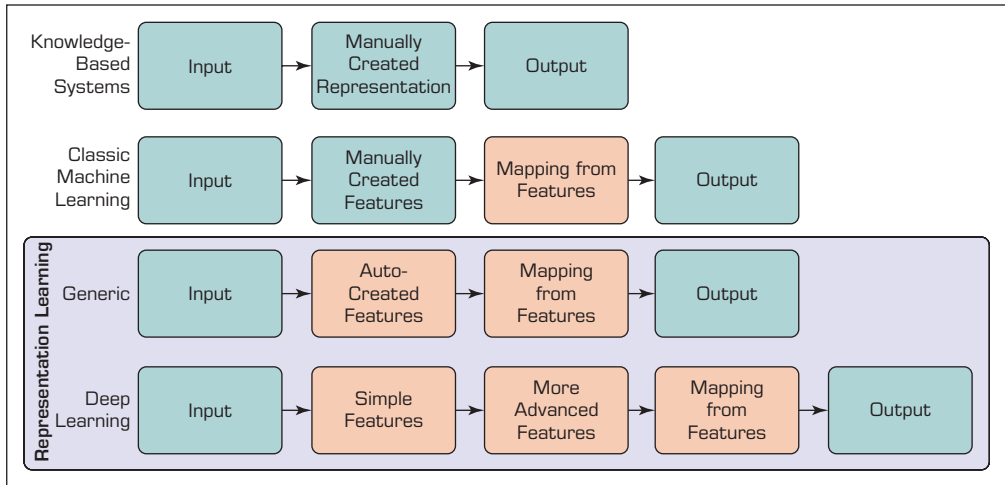 Knowledge-
Based
Systems
Input
Manually
Created
Representation
Output
Classic
Machine
Learning
Input
Manually
Created
Features
Mapping from
Features
Output
Representation Learning
Generic
Input
Auto-
Created
Features
Mapping
from
Features
Output
Deep
Learning
Input
Simple
Features
More
Advanced
Features
Mapping
from
Features
Output